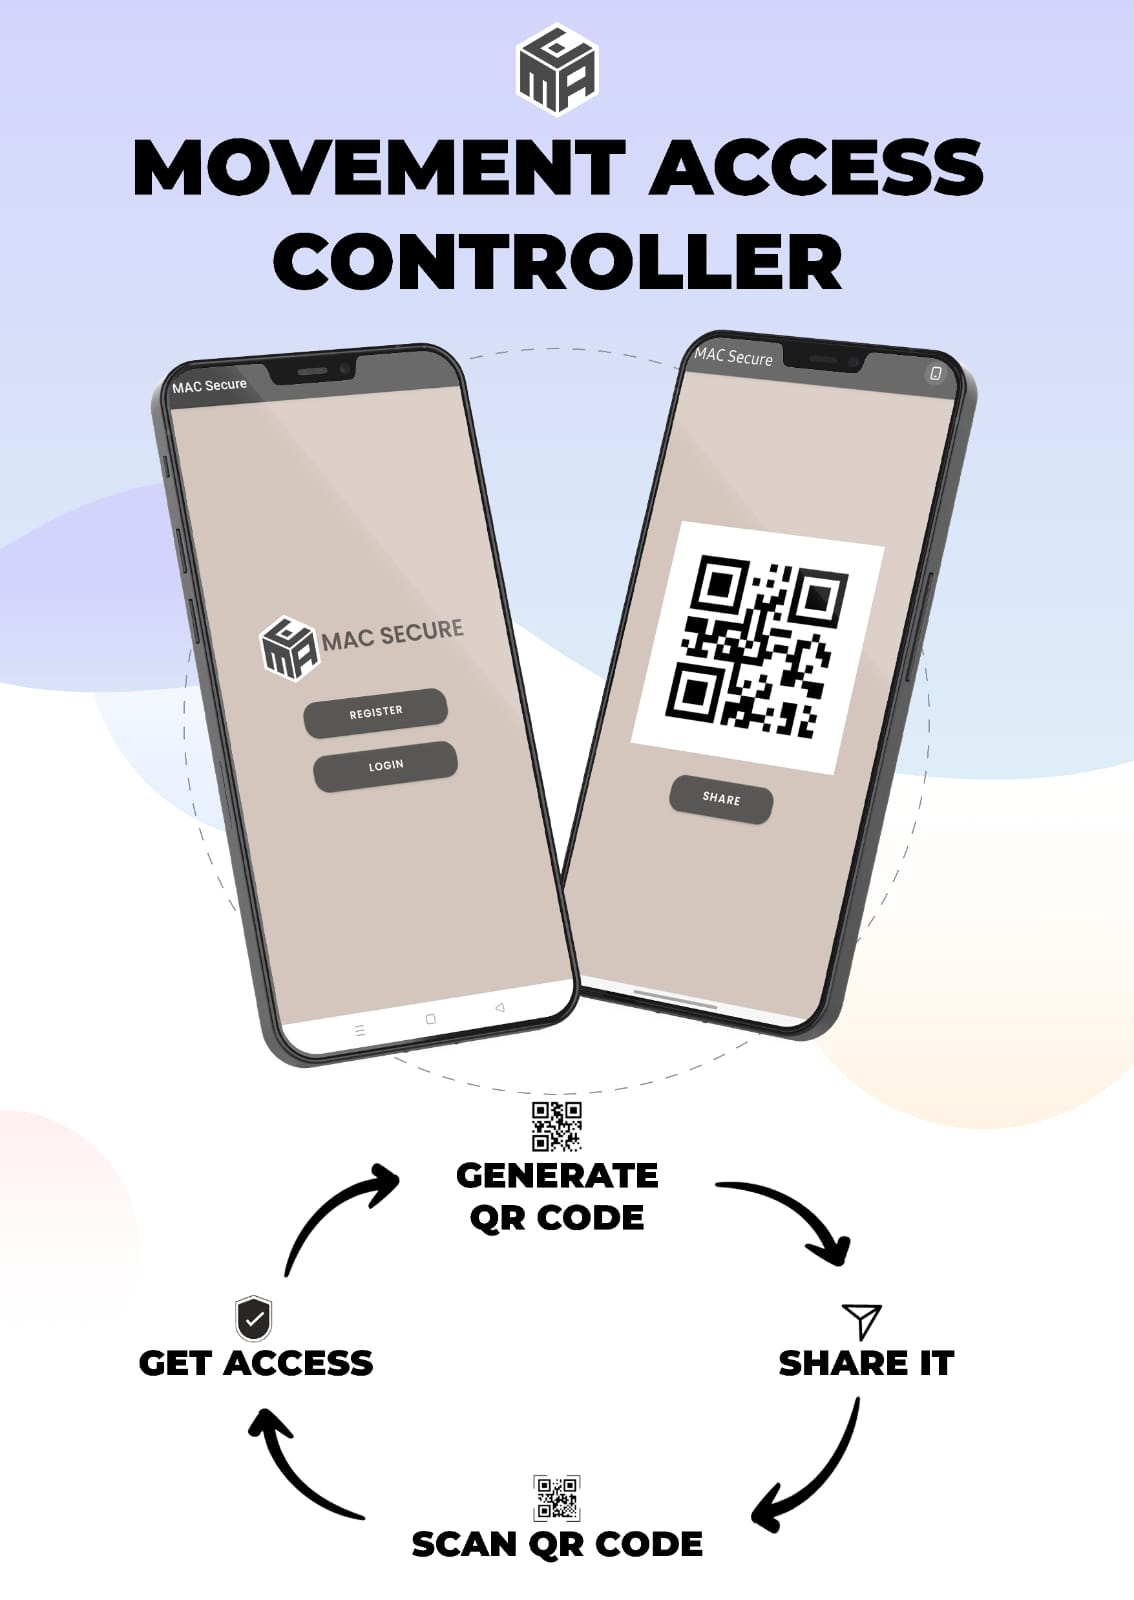 MOVEMENT ACCESS
CONTROLLER
MAC Secure
MAC SECURE
REGISTER
LOGIN
MAC Secure
SHARE
GENERATE
QR CODE
GET ACCESS
SHARE IT
SCAN QR CODE